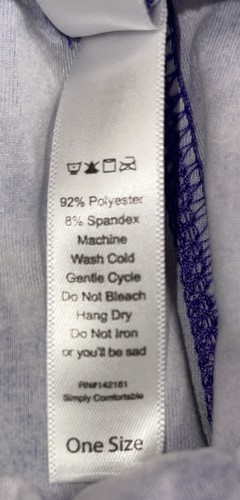 92% Polyester
8% Spandex
Machine
Wash Cold
Gentle Cycle
Do Not Bleach
Hang Dry
Do Not Iron
or you'll be sad
RN#142161
Simply Comfortable
One Size